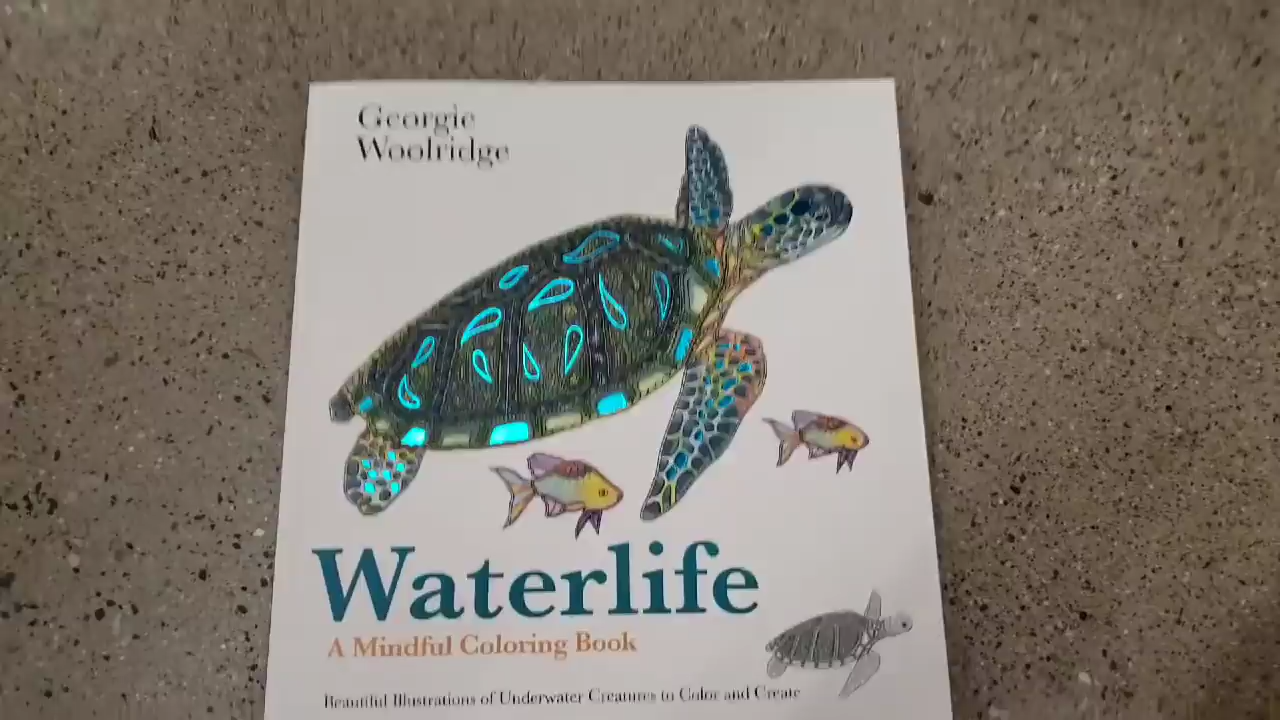 Georgie
Woolridge
Waterlife
A Mindful Coloring Book
Beautiful Illustrations of Underwater Creatures to Color and Create